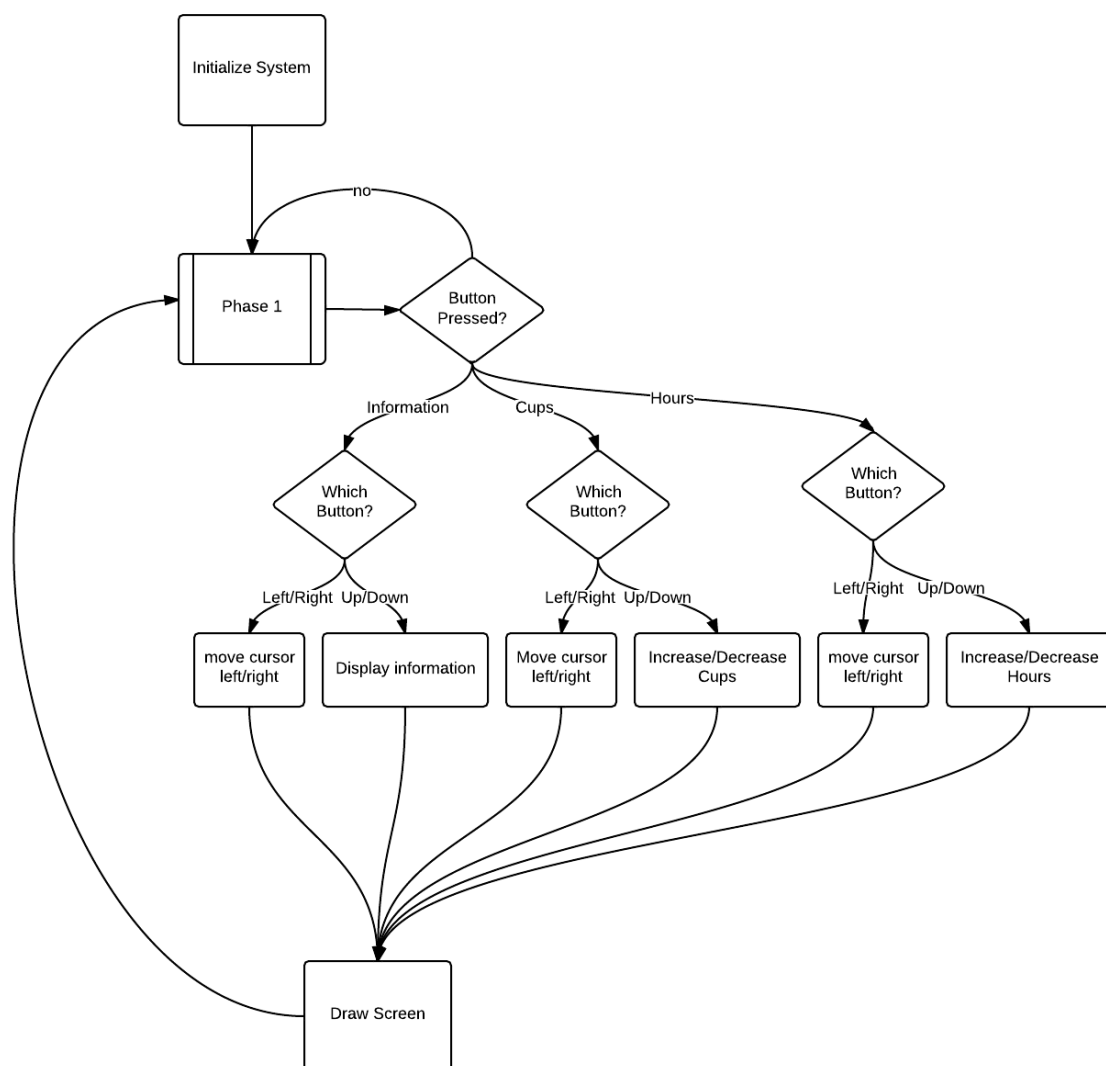 Initialize System
no
Phase 1
Button
Pressed?
Information
Cups
Hours
Which
Button?
Which
Button?
Which
Button?
Left/Right
Up/Down
Left/Right
Up/Down
Left/Right
Up/Down
move cursor
left/right
Display information
Move cursor
left/right
Increase/Decrease
Cups
move cursor
left/right
Increase/Decrease
Hours
Draw Screen